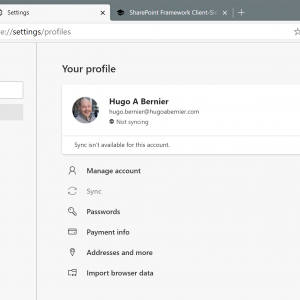 Settings
SharePoint Framework Client-Si
e://settings/profiles
Your profile
Hugo A Bernier
hugo.bernier@hugoabernier.com
Not syncing
Sync isn't available for this account.
Manage account
Sync
Passwords
Payment info
Addresses and more
Import browser data